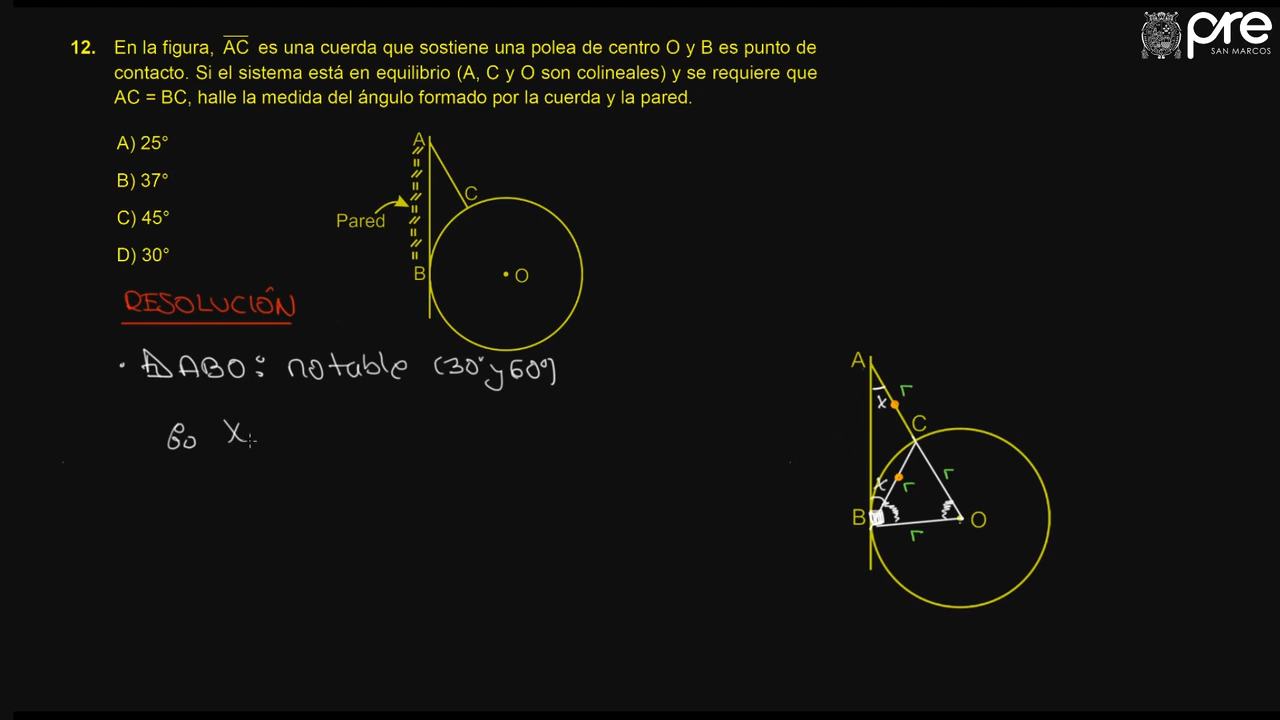 pre
SAN MARCOS
12. En la figura, AC es una cuerda que sostiene una polea de centro O y B es punto de
contacto. Si el sistema está en equilibrio (A, C y O son colineales) y se requiere que
AC = BC, halle la medida del ángulo formado por la cuerda y la pared.
A) 25°
B) 37°
C) 45°
D) 30°
A
C
Pared
B
O
RESOLUCIÓN
• ⊿ABO: notable (30° y 60°)
∴ X=
A
r
x
C
x
r
r
B
O
r